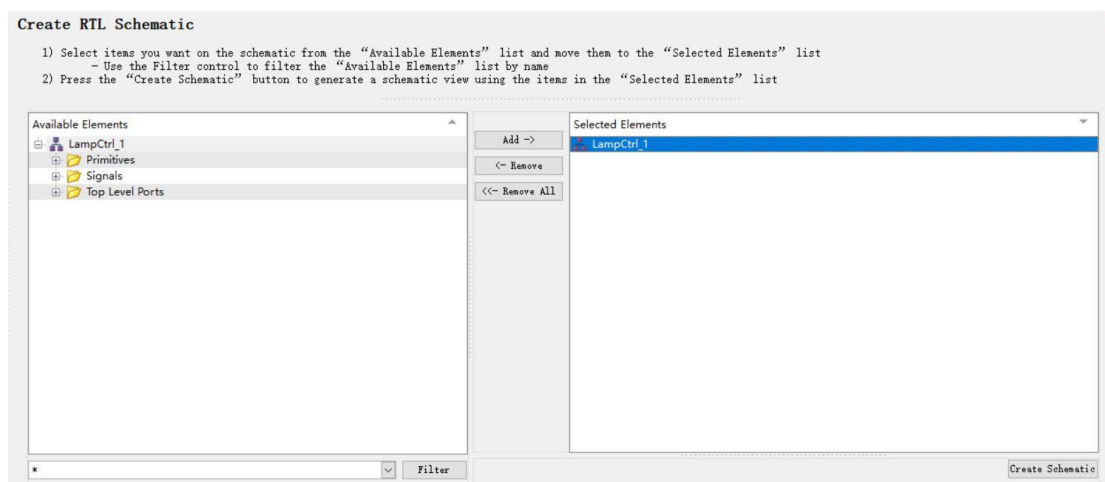 Create RTL Schematic
1) Select items you want on the schematic from the “Available Elements” list and move them to the “Selected Elements” list
- Use the Filter control to filter the “Available Elements” list by name
2) Press the “Create Schematic” button to generate a schematic view using the items in the “Selected Elements” list
Available Elements
LampCtrl_1
Primitives
Signals
Top Level Ports
Add ->
<- Remove
<<- Remove All
Selected Elements
LampCtrl_1
*
Filter
Create Schematic